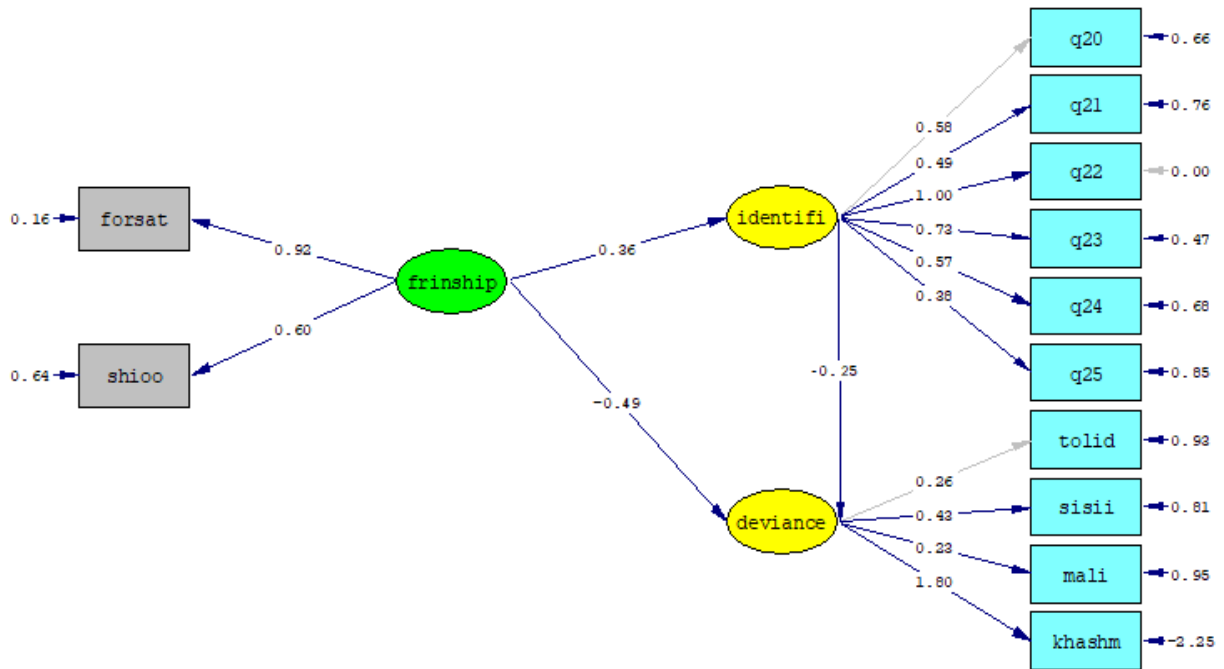 q20
0.66
q21
0.76
0.58
0.49
q22
0.00
1.00
0.16
forsat
identifi
0.73
q23
0.47
0.92
0.36
0.57
frinship
0.38
q24
0.68
0.60
0.64
shioo
-0.25
q25
0.85
-0.49
tolid
0.93
0.26
deviance
0.43
sisii
0.81
0.23
mali
0.95
1.80
khashm
-2.25